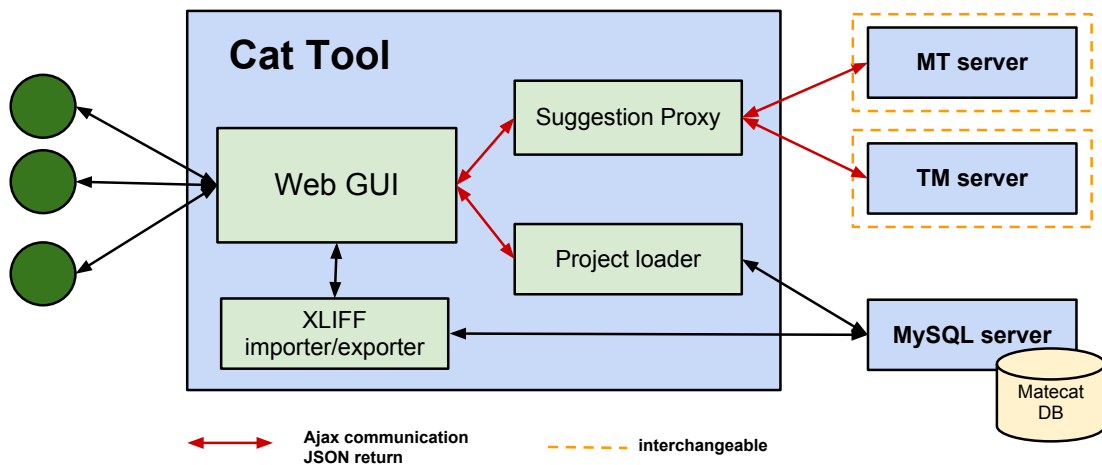 Cat Tool
MT server
Suggestion Proxy
Web GUI
TM server
Project loader
XLIFF
importer/exporter
MySQL server
Matecat
DB
Ajax communication
JSON return
interchangeable